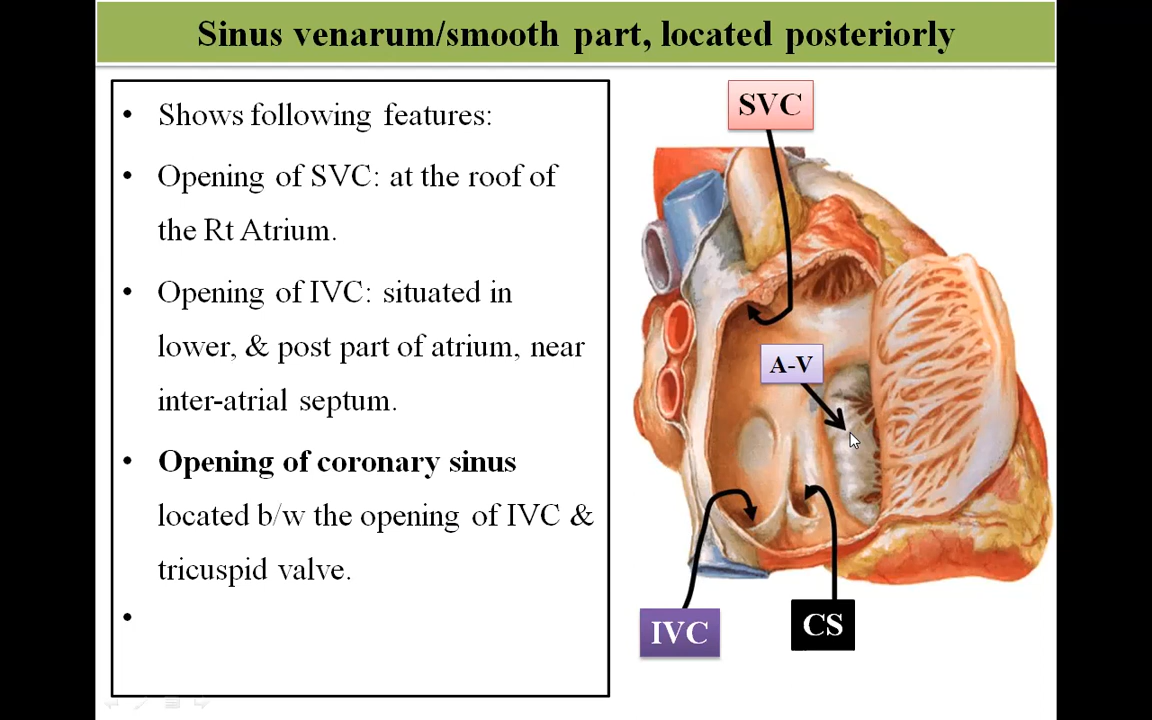 Sinus venarum/smooth part, located posteriorly
• Shows following features:
• Opening of SVC: at the roof of
the Rt Atrium.
• Opening of IVC: situated in
lower, & post part of atrium, near
inter-atrial septum.
• Opening of coronary sinus
located b/w the opening of IVC &
tricuspid valve.
•
SVC
A-V
IVC
CS